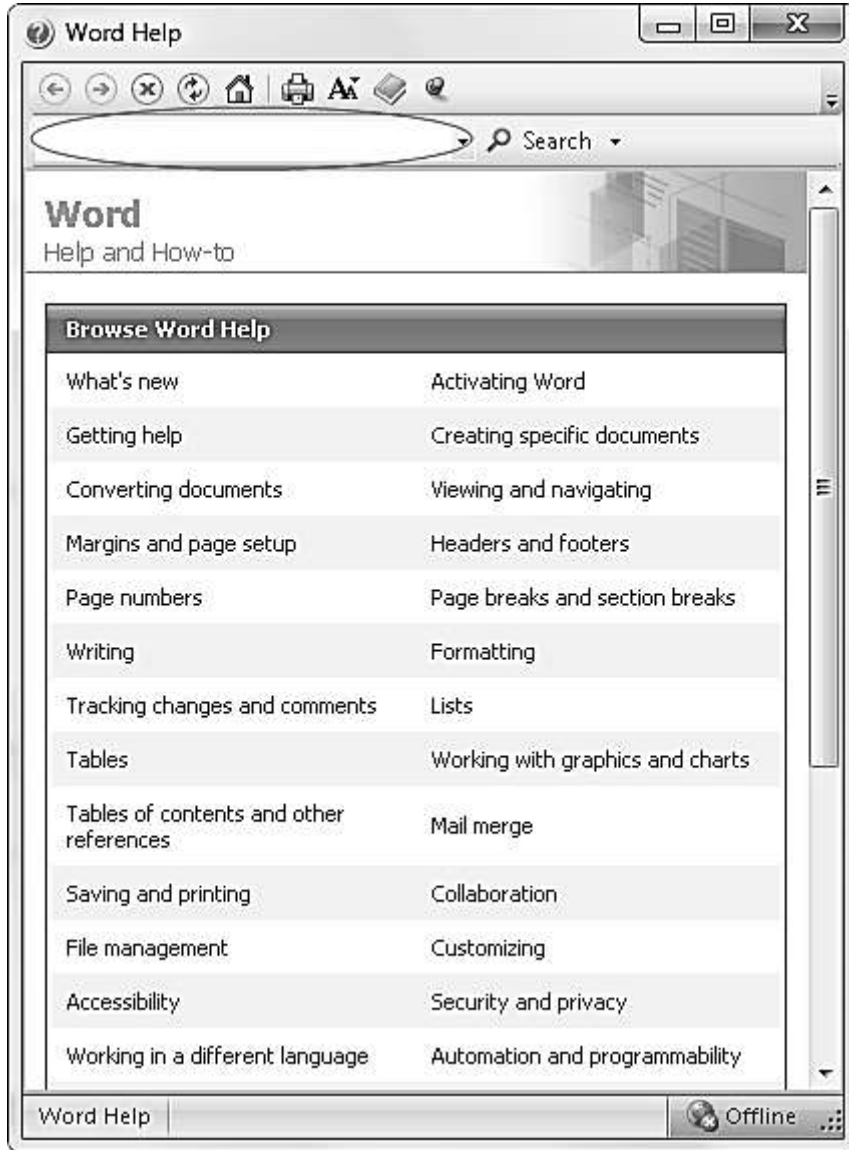 Word Help
Search
Word
Help and How-to
Browse Word Help
What's new
Activating Word
Getting help
Creating specific documents
Converting documents
Viewing and navigating
Margins and page setup
Headers and footers
Page numbers
Page breaks and section breaks
Writing
Formatting
Tracking changes and comments
Lists
Tables
Working with graphics and charts
Tables of contents and other
references
Mail merge
Saving and printing
Collaboration
File management
Customizing
Accessibility
Security and privacy
Working in a different language
Automation and programmability
Word Help
Offline